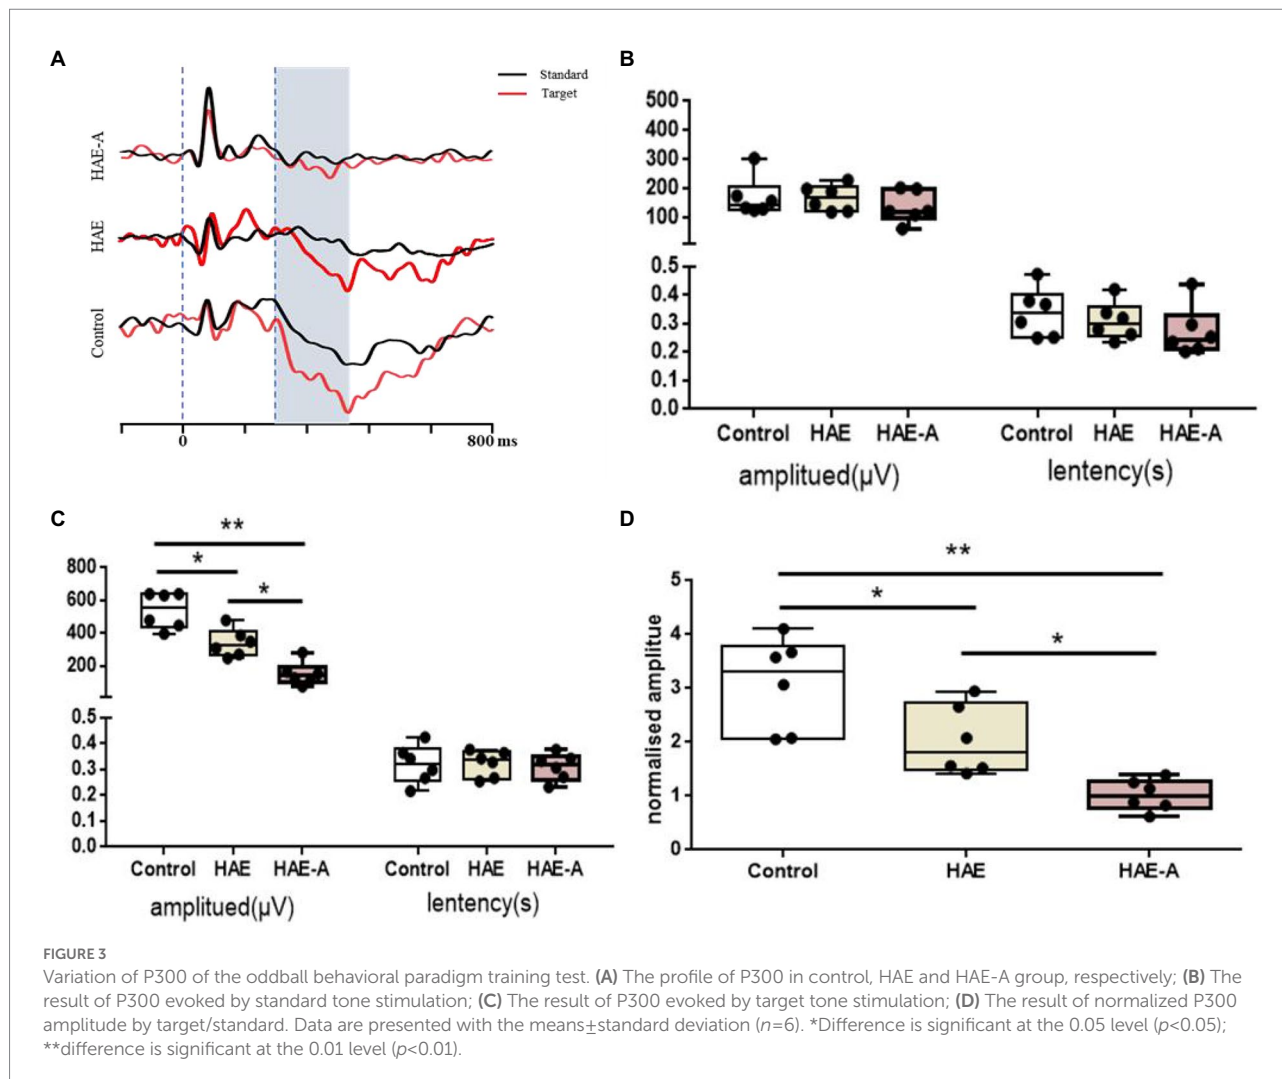 A
Standard
Target
HAE-A
HAE
Control
0
800 ms
B
500
400
300
200
100
0.5
0.4
0.3
0.2
0.1
0.0
Control HAE HAE-A Control HAE HAE-A
amplitued(µV) lentency(s)
C
**
*
*
800
600
400
200
0.5
0.4
0.3
0.2
0.1
0.0
Control HAE HAE-A Control HAE HAE-A
amplitued(µV) lentency(s)
D
**
*
*
normalised amplitue
5
4
3
2
1
0
Control HAE HAE-A
FIGURE 3
Variation of P300 of the oddball behavioral paradigm training test. (A) The profile of P300 in control, HAE and HAE-A group, respectively; (B) The
result of P300 evoked by standard tone stimulation; (C) The result of P300 evoked by target tone stimulation; (D) The result of normalized P300
amplitude by target/standard. Data are presented with the means±standard deviation (n=6). *Difference is significant at the 0.05 level (p<0.05);
**difference is significant at the 0.01 level (p<0.01).